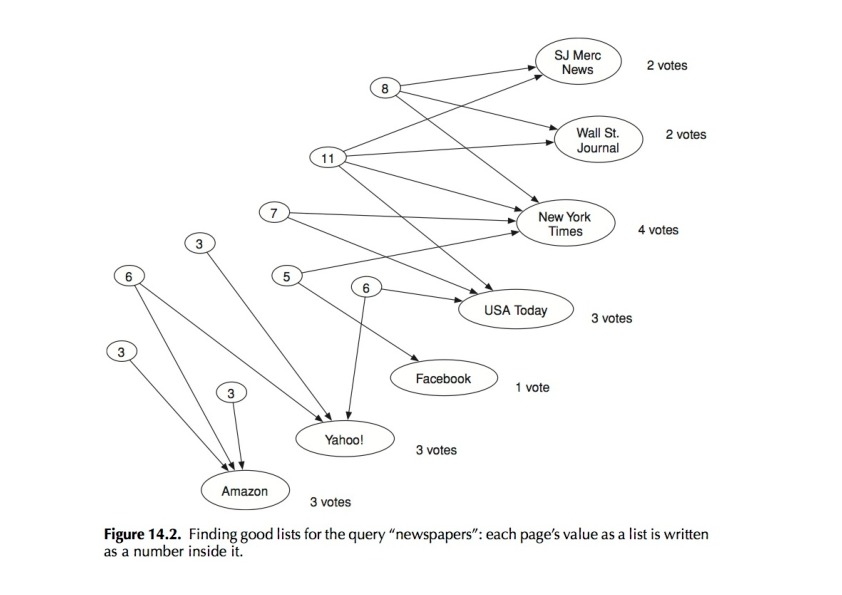 SJ Merc
News
2 votes
8
Wall St.
Journal
2 votes
11
7
New York
Times
4 votes
3
6
5
6
USA Today
3 votes
3
Facebook
1 vote
3
Yahoo!
3 votes
Amazon
3 votes
Figure 14.2. Finding good lists for the query “newspapers”: each page’s value as a list is written
as a number inside it.